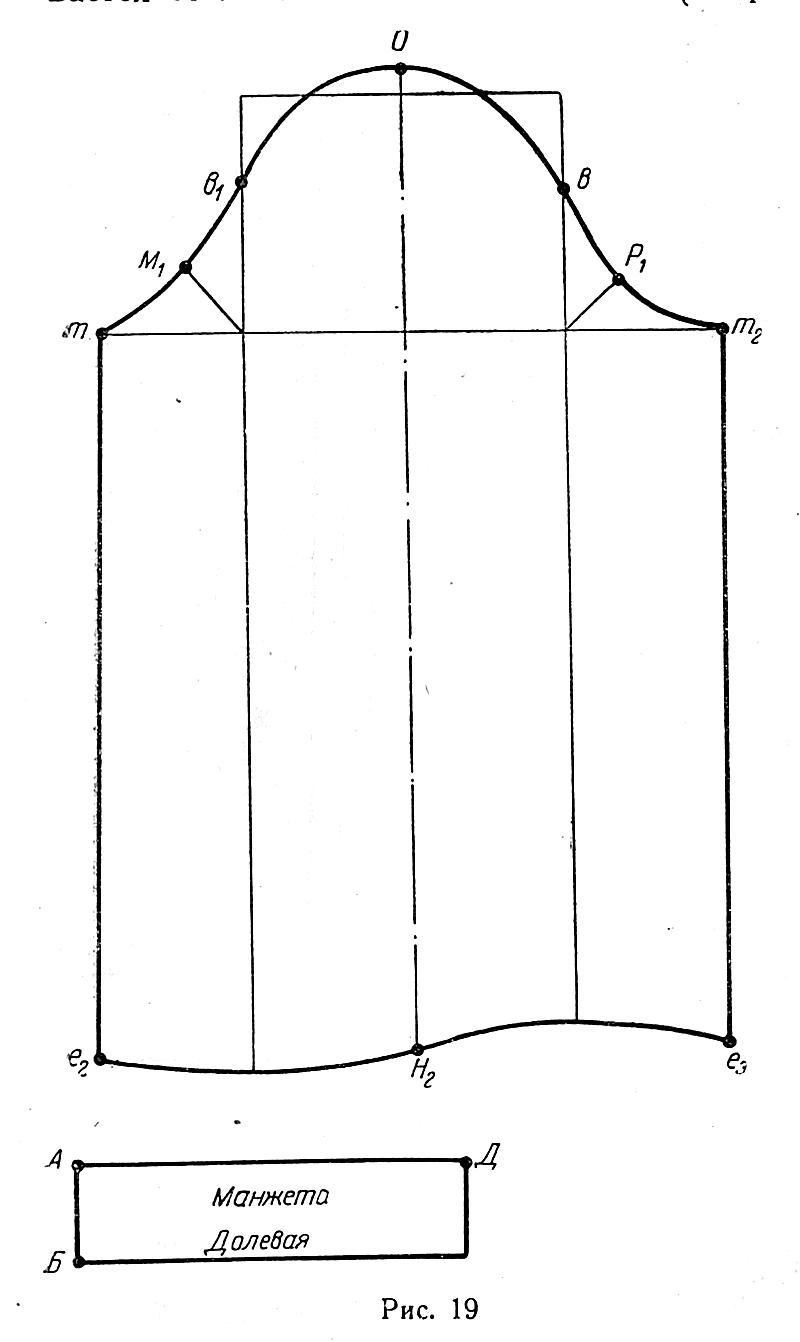 О
в₁ в
М₁ Р₁
т т₂
е₂ Н₂ е₃
А Д
Манжета
Долевая
Б
Рис. 19